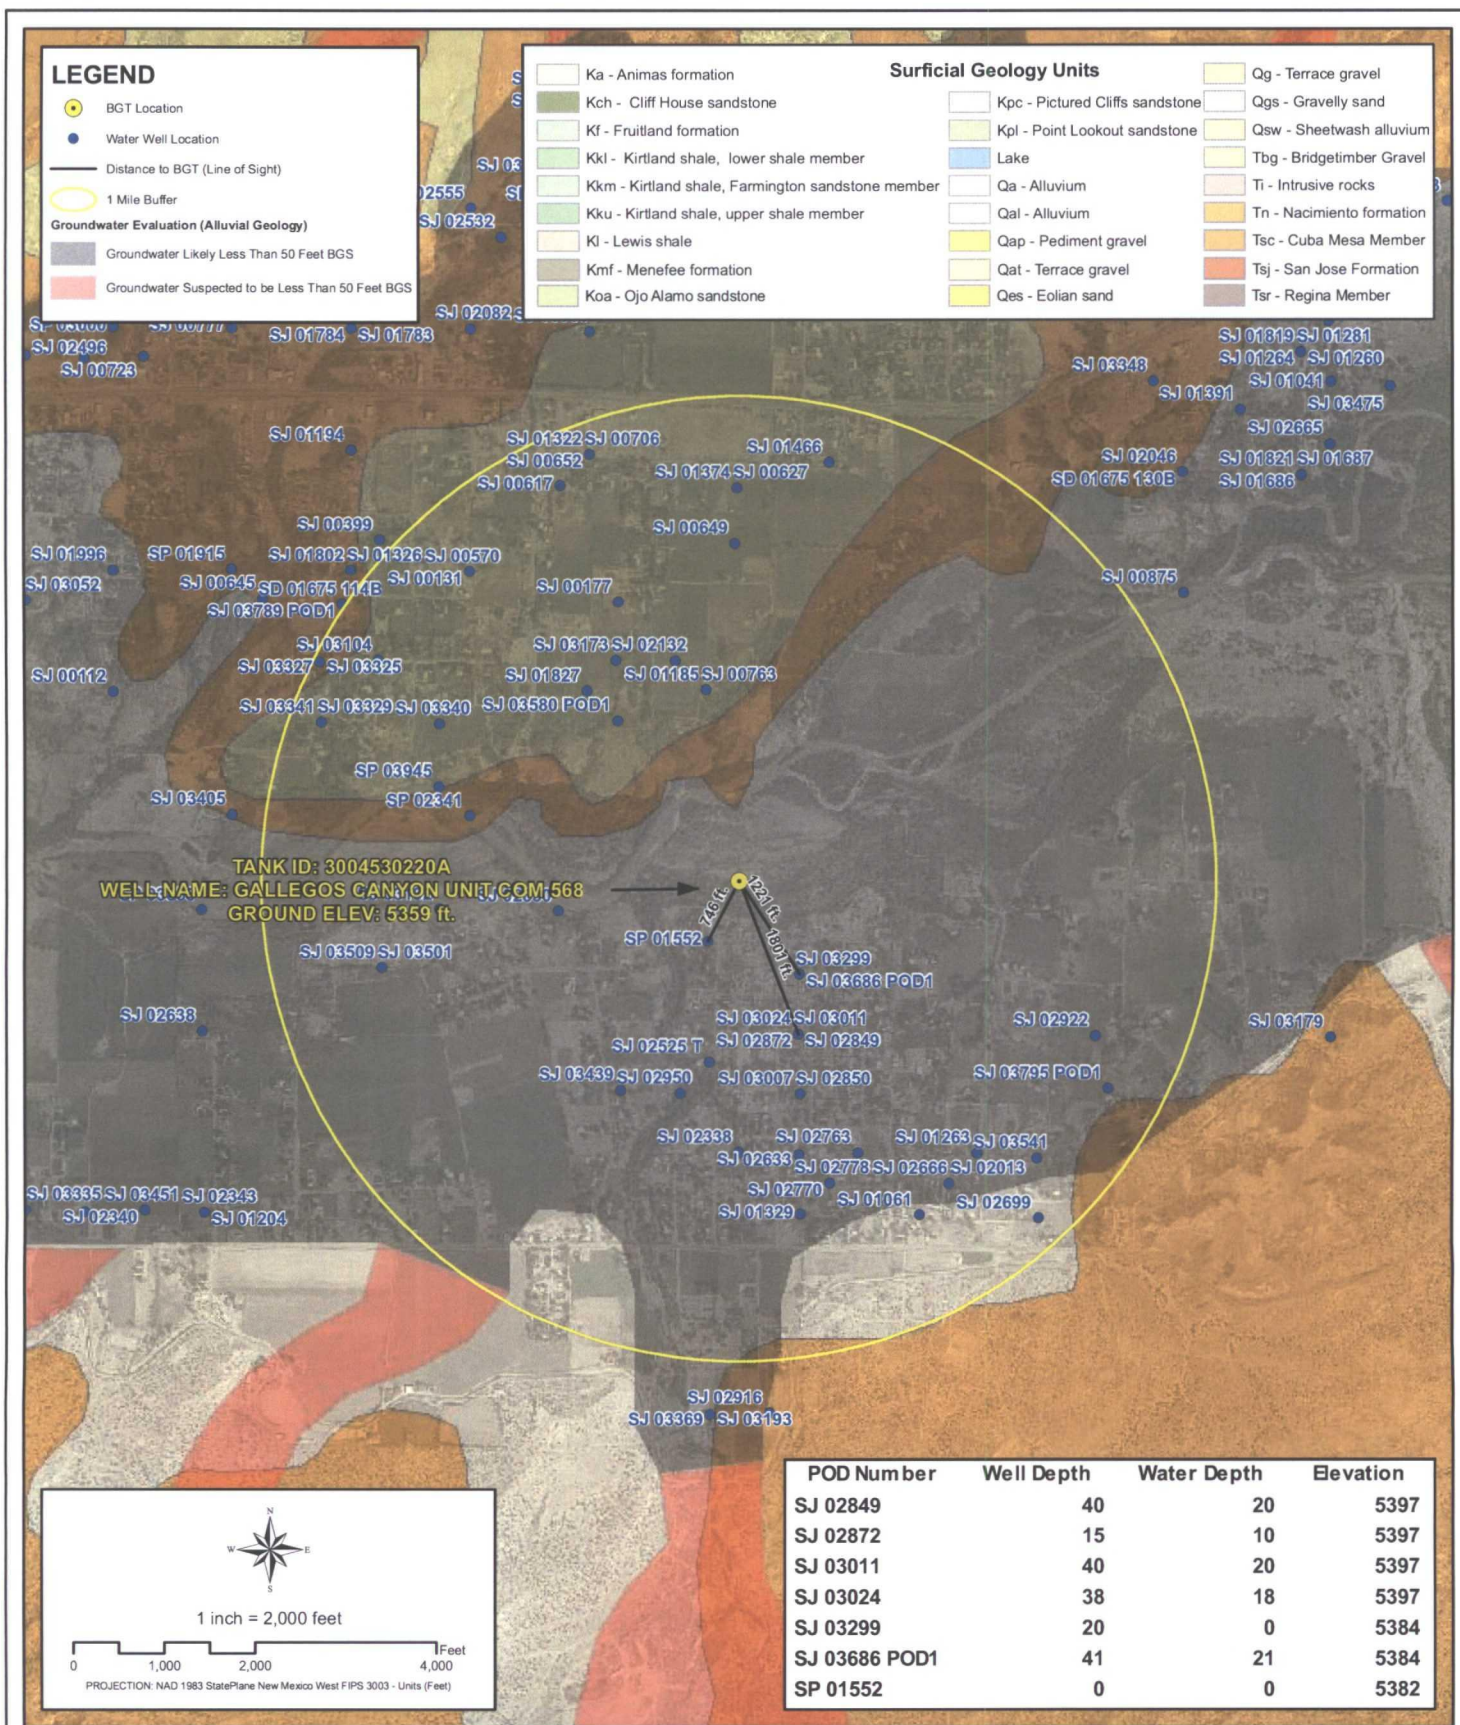 LEGEND
BGT Location
Water Well Location
Distance to BGT (Line of Sight)
1 Mile Buffer
Groundwater Evaluation (Alluvial Geology)
Groundwater Likely Less Than 50 Feet BGS
Groundwater Suspected to be Less Than 50 Feet BGS
Surficial Geology Units
Ka - Animas formation
Kch - Cliff House sandstone
Kf - Fruitland formation
Kkl - Kirtland shale, lower shale member
Kkm - Kirtland shale, Farmington sandstone member
Kku - Kirtland shale, upper shale member
Kl - Lewis shale
Kmf - Menefee formation
Koa - Ojo Alamo sandstone
Kpc - Pictured Cliffs sandstone
Kpl - Point Lookout sandstone
Lake
Qa - Alluvium
Qal - Alluvium
Qap - Pediment gravel
Qat - Terrace gravel
Qes - Eolian sand
Qg - Terrace gravel
Qgs - Gravelly sand
Qsw - Sheetwash alluvium
Tbg - Bridgetimber Gravel
Ti - Intrusive rocks
Tn - Nacimiento formation
Tsc - Cuba Mesa Member
Tsj - San Jose Formation
Tsr - Regina Member
02555
SJ 02532
SJ 00777
SJ 01784 SJ 01783
SJ 02082
SJ 02496
SJ 00723
SJ 01819 SJ 01281
SJ 01264 SJ 01260
SJ 03348
SJ 01391
SJ 01041
SJ 03475
SJ 02665
SJ 01194
SJ 01322 SJ 00706
SJ 00652
SJ 00617
SJ 01466
SJ 01374 SJ 00627
SJ 02046
SD 01675 130B
SJ 01821 SJ 01687
SJ 01686
SJ 00399
SJ 00649
SJ 01996
SP 01915
SJ 01802 SJ 01326 SJ 00570
SJ 00131
SJ 03052
SJ 00645
SD 01675 114B
SJ 03789 POD1
SJ 00177
SJ 00875
SJ 03104
SJ 03327 SJ 03325
SJ 03173 SJ 02132
SJ 00112
SJ 01827
SJ 01185 SJ 00763
SJ 03341 SJ 03329 SJ 03340
SJ 03580 POD1
SP 03945
SJ 03405
SP 02341
TANK ID: 3004530220A
WELL NAME: GALLEGOS CANYON UNIT COM 568
GROUND ELEV: 5359 ft.
746 ft.
1221 ft.
1801 ft.
SP 01552
SJ 03509 SJ 03501
SJ 03299
SJ 03686 POD1
SJ 02638
SJ 03024 SJ 03011
SJ 02872 SJ 02849
SJ 02922
SJ 03179
SJ 02525 T
SJ 03439 SJ 02950
SJ 03007 SJ 02850
SJ 03795 POD1
SJ 02338
SJ 02763
SJ 01263 SJ 03541
SJ 02633
SJ 02778 SJ 02666 SJ 02013
SJ 02770
SJ 01061
SJ 02699
SJ 01329
SJ 03335 SJ 03451 SJ 02343
SJ 02340
SJ 01204
SJ 02916
SJ 03369 SJ 03193
N
W E
S
1 inch = 2,000 feet
Feet
0 1,000 2,000 4,000
PROJECTION: NAD 1983 StatePlane New Mexico West FIPS 3003 - Units (Feet)
POD Number Well Depth Water Depth Elevation
SJ 02849 40 20 5397
SJ 02872 15 10 5397
SJ 03011 40 20 5397
SJ 03024 38 18 5397
SJ 03299 20 0 5384
SJ 03686 POD1 41 21 5384
SP 01552 0 0 5382